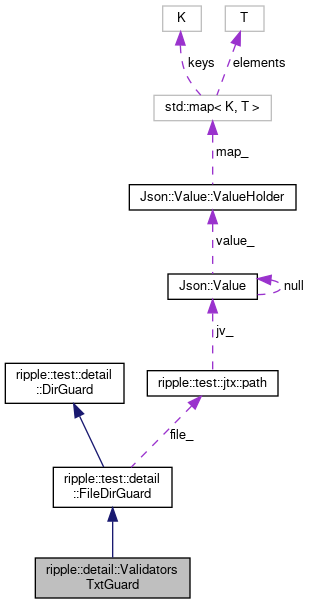 K
T
keys
elements
std::map< K, T >
map_
Json::Value::ValueHolder
value_
Json::Value
null
jv_
ripple::test::detail
::DirGuard
ripple::test::jtx::path
file_
ripple::test::detail
::FileDirGuard
ripple::detail::Validators
TxtGuard